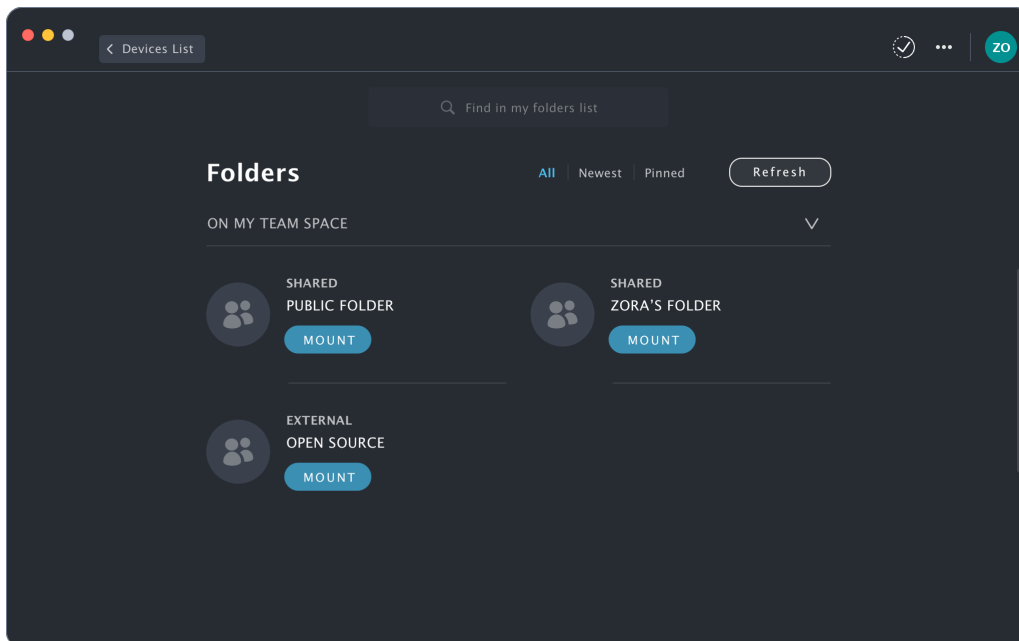 Devices List
ZO
Find in my folders list
Folders
All
Newest
Pinned
Refresh
ON MY TEAM SPACE
SHARED
PUBLIC FOLDER
MOUNT
SHARED
ZORA’S FOLDER
MOUNT
EXTERNAL
OPEN SOURCE
MOUNT